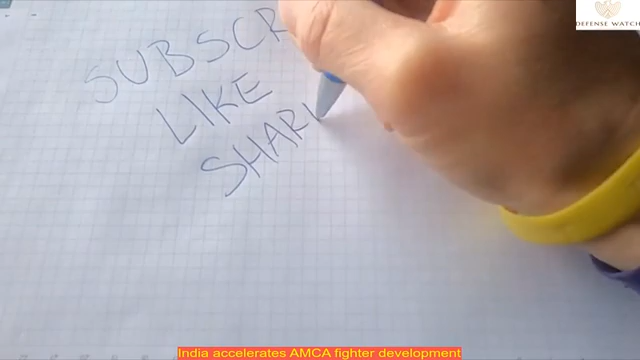 DEFENSE WATCH
SUBSCR
LIKE
SHAR
India accelerates AMCA fighter development